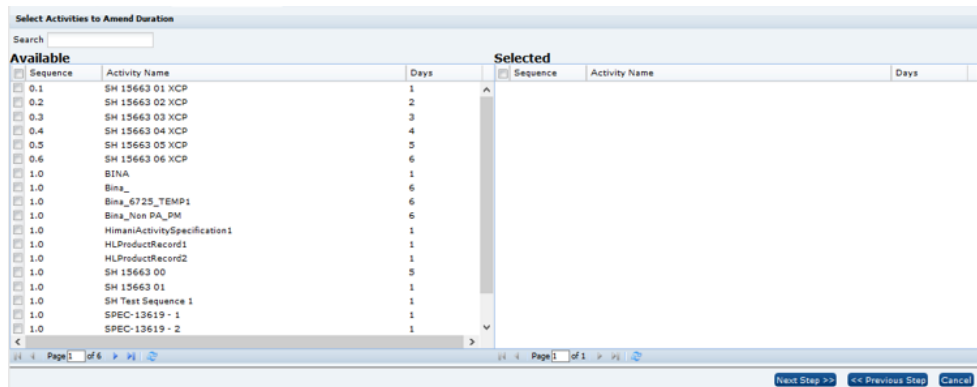 Select Activities to Amend Duration
Search
Available Selected
Sequence Activity Name Days Sequence Activity Name Days
0.1 SH 15663 01 XCP 1
0.2 SH 15663 02 XCP 2
0.3 SH 15663 03 XCP 3
0.4 SH 15663 04 XCP 4
0.5 SH 15663 05 XCP 5
0.6 SH 15663 06 XCP 6
1.0 BINA 1
1.0 Bina_ 6
1.0 Bina_6725_TEMP1 6
1.0 Bina_Non PA_PM 6
1.0 HimaniActivitySpecification1 1
1.0 HLProductRecord1 1
1.0 HLProductRecord2 1
1.0 SH 15663 00 5
1.0 SH 15663 01 1
1.0 SH Test Sequence 1 1
1.0 SPEC-13619 - 1 1
1.0 SPEC-13619 - 2 1
Page 1 of 6 Page 1 of 1
Next Step >> << Previous Step Cancel